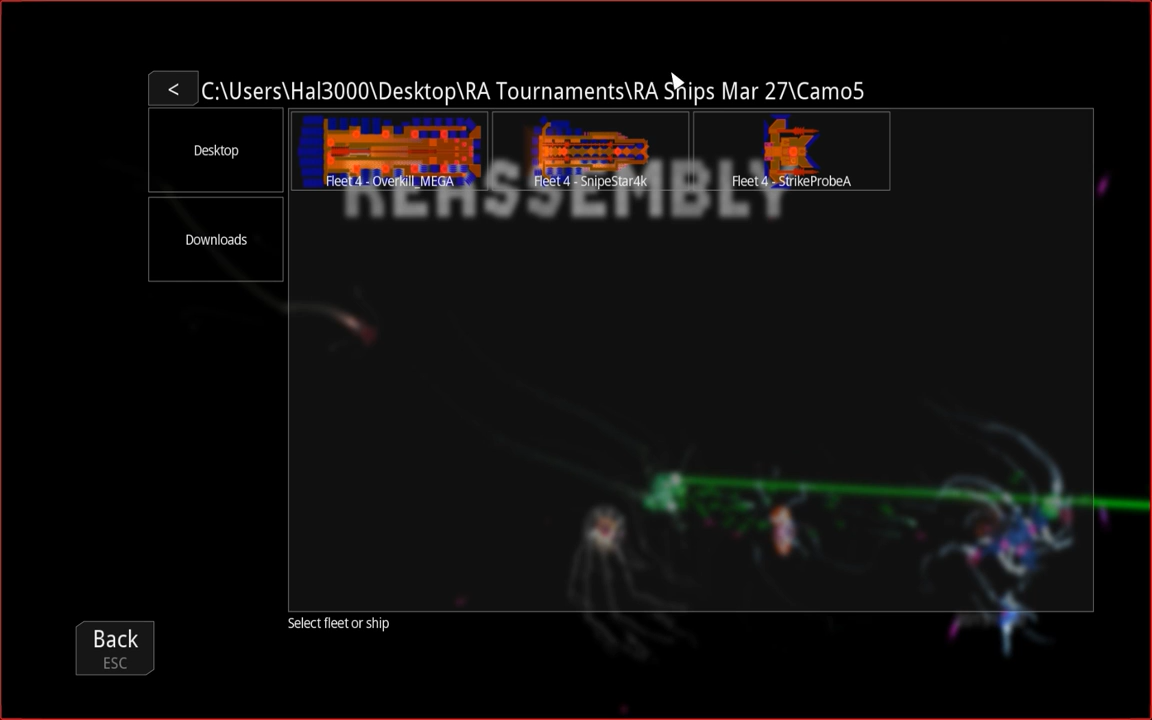 < C:\Users\Hal3000\Desktop\RA Tournaments\RA Ships Mar 27\Camo5
Desktop
Downloads
Fleet 4 - Overkill_MEGA
Fleet 4 - SnipeStar4k
Fleet 4 - StrikeProbeA
REASSEMBLY
Select fleet or ship
Back
ESC